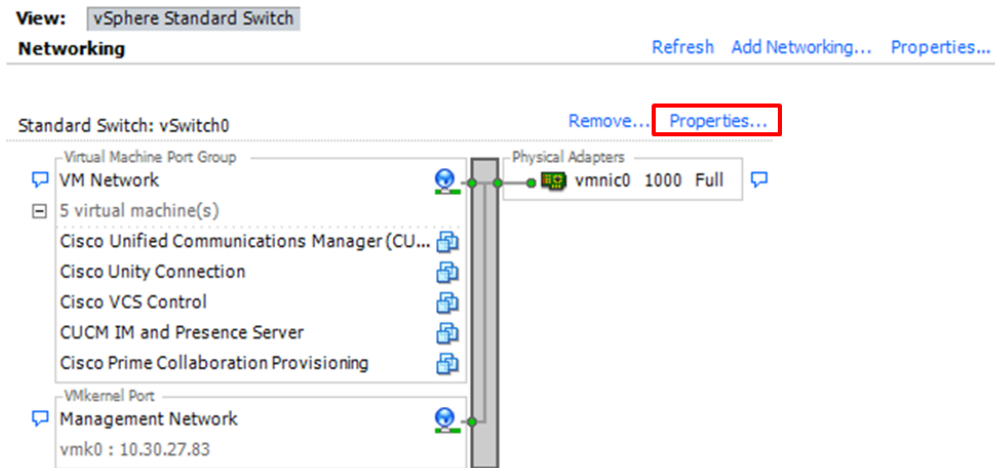 View: vSphere Standard Switch
Networking Refresh Add Networking... Properties...
Standard Switch: vSwitch0 Remove... Properties...
Virtual Machine Port Group
VM Network
5 virtual machine(s)
Cisco Unified Communications Manager (CU...
Cisco Unity Connection
Cisco VCS Control
CUCM IM and Presence Server
Cisco Prime Collaboration Provisioning
VMkernel Port
Management Network
vmk0 : 10.30.27.83
Physical Adapters
vmnic0 1000 Full